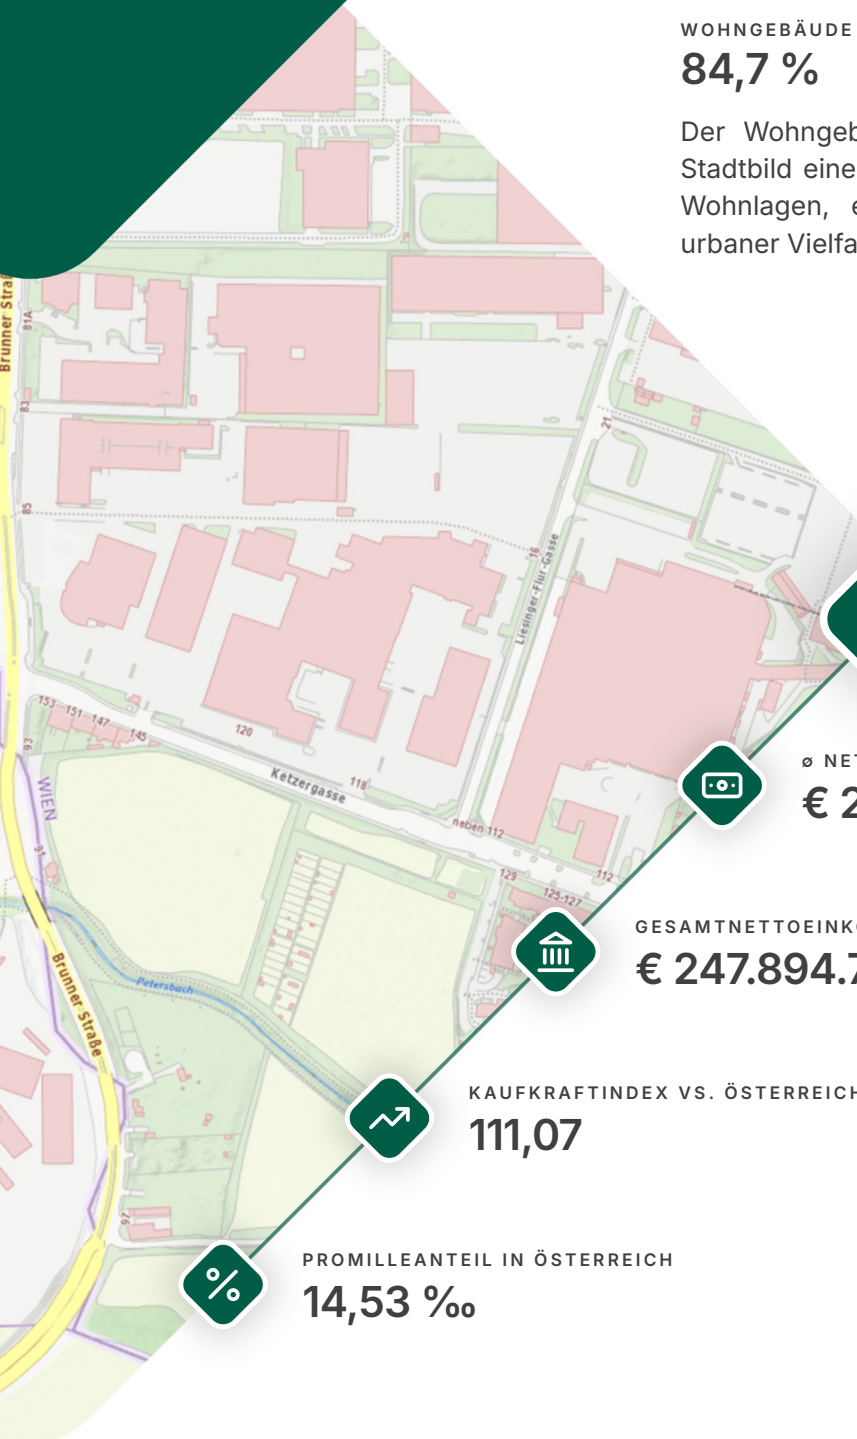 WOHNGEBÄUDE
84,7 %
Der Wohngeb
Stadtbild eine
Wohnlagen, e
urbaner Vielfa
Brunner Straß
81A
83
85
21
16
Liesinger-Flur-Gasse
153 151 147 145
120
93
Ketzergasse
118
WIEN
neben 112
91
129
125-127
112
Brunner Straße
Petersbach
97
ø NET
€ 2
GESAMTNETTOEINKO
€ 247.894.7
KAUFKRAFTINDEX VS. ÖSTERREICH
111,07
PROMILLEANTEIL IN ÖSTERREICH
14,53 ‰